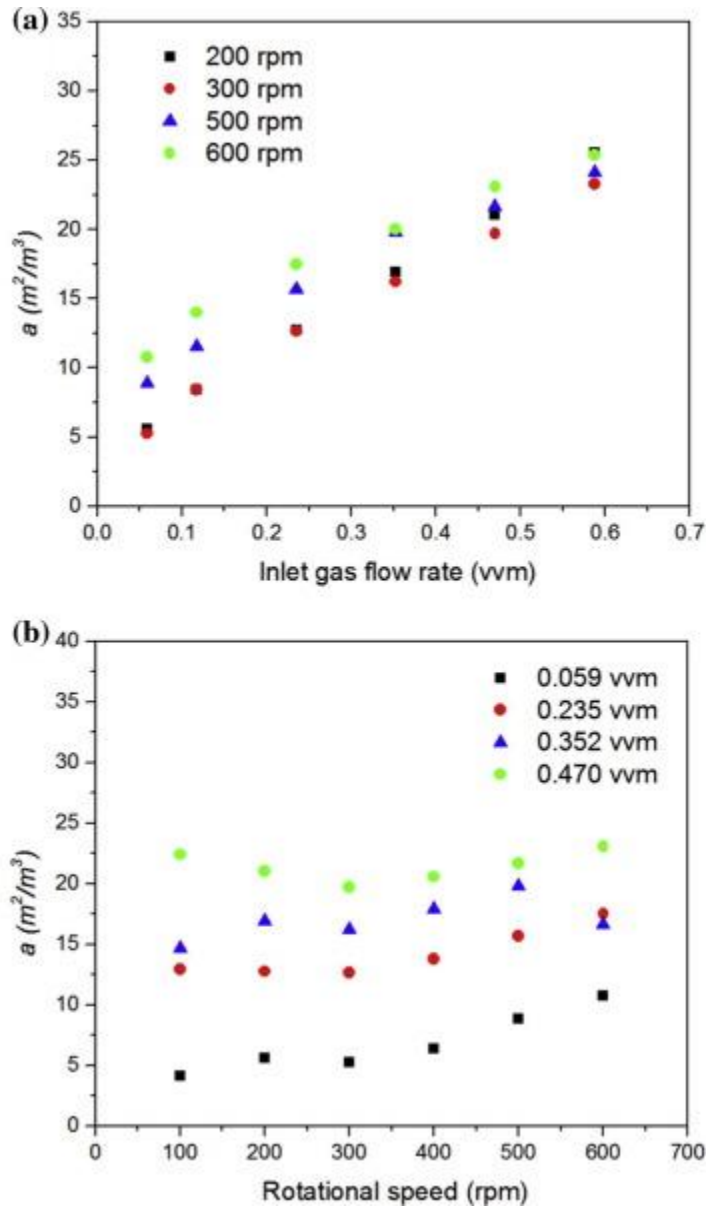 (a)
35
30
25
20
15
10
5
0
a (m²/m³)
200 rpm
300 rpm
500 rpm
600 rpm
0.0 0.1 0.2 0.3 0.4 0.5 0.6 0.7
Inlet gas flow rate (vvm)
(b)
40
35
30
25
20
15
10
5
0
a (m²/m³)
0.059 vvm
0.235 vvm
0.352 vvm
0.470 vvm
0 100 200 300 400 500 600 700
Rotational speed (rpm)